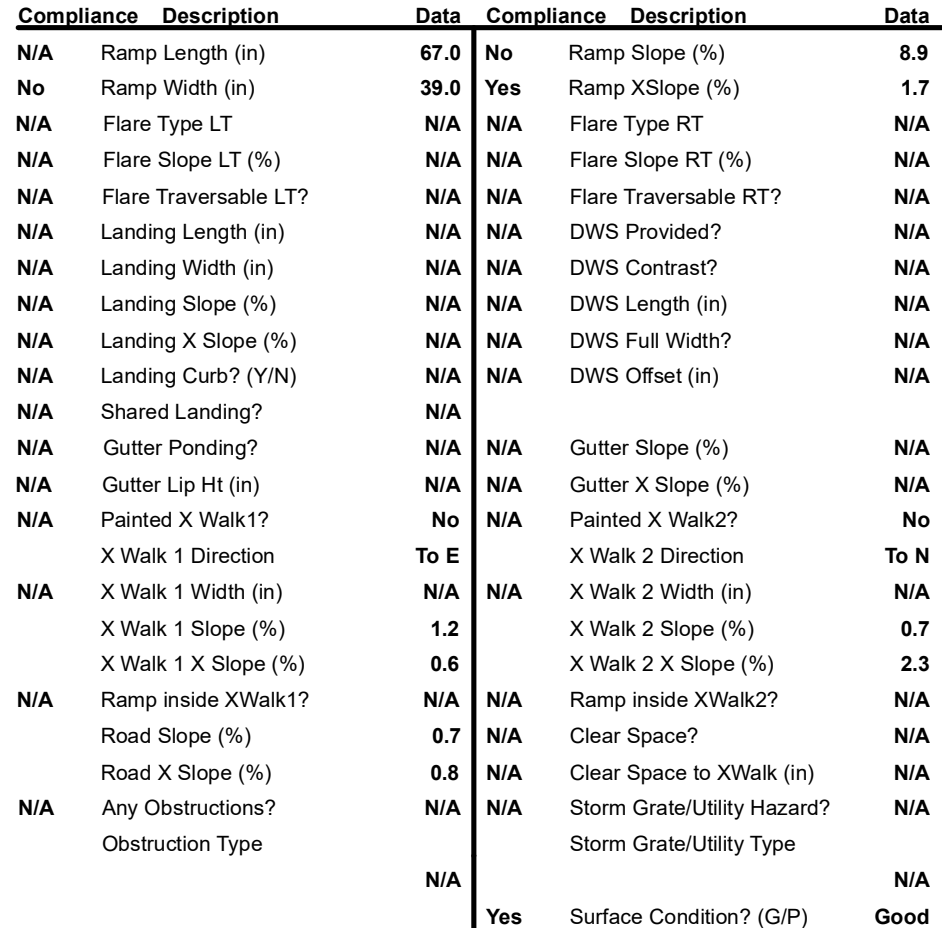 Compliance Description Data Compliance Description Data
N/A Ramp Length (in) 67.0 No Ramp Slope (%) 8.9
No Ramp Width (in) 39.0 Yes Ramp XSlope (%) 1.7
N/A Flare Type LT N/A N/A Flare Type RT N/A
N/A Flare Slope LT (%) N/A N/A Flare Slope RT (%) N/A
N/A Flare Traversable LT? N/A N/A Flare Traversable RT? N/A
N/A Landing Length (in) N/A N/A DWS Provided? N/A
N/A Landing Width (in) N/A N/A DWS Contrast? N/A
N/A Landing Slope (%) N/A N/A DWS Length (in) N/A
N/A Landing X Slope (%) N/A N/A DWS Full Width? N/A
N/A Landing Curb? (Y/N) N/A N/A DWS Offset (in) N/A
N/A Shared Landing? N/A
N/A Gutter Ponding? N/A N/A Gutter Slope (%) N/A
N/A Gutter Lip Ht (in) N/A N/A Gutter X Slope (%) N/A
N/A Painted X Walk1? No N/A Painted X Walk2? No
X Walk 1 Direction To E X Walk 2 Direction To N
N/A X Walk 1 Width (in) N/A N/A X Walk 2 Width (in) N/A
X Walk 1 Slope (%) 1.2 X Walk 2 Slope (%) 0.7
X Walk 1 X Slope (%) 0.6 X Walk 2 X Slope (%) 2.3
N/A Ramp inside XWalk1? N/A N/A Ramp inside XWalk2? N/A
Road Slope (%) 0.7 N/A Clear Space? N/A
Road X Slope (%) 0.8 N/A Clear Space to XWalk (in) N/A
N/A Any Obstructions? N/A N/A Storm Grate/Utility Hazard? N/A
Obstruction Type Storm Grate/Utility Type
N/A N/A
Yes Surface Condition? (G/P) Good